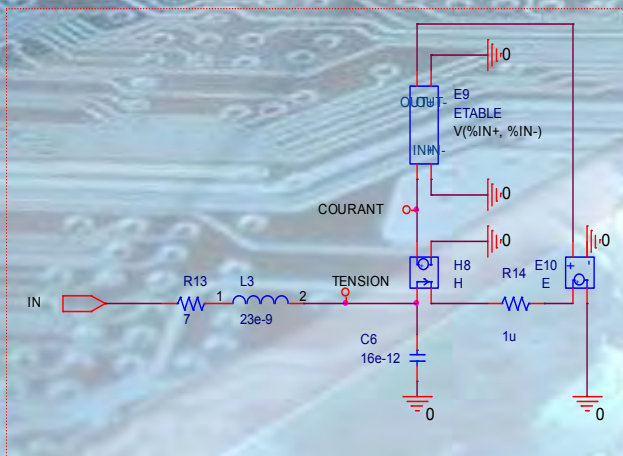 0
E9
OUT+ OUT-
ETABLE
V(%IN+, %IN-)
IN+ IN-
0
COURANT
0
0
H8
H
R14
E10
E
+ -
IN
R13
1
L3
2
TENSION
7
23e-9
1u
C6
16e-12
0
0